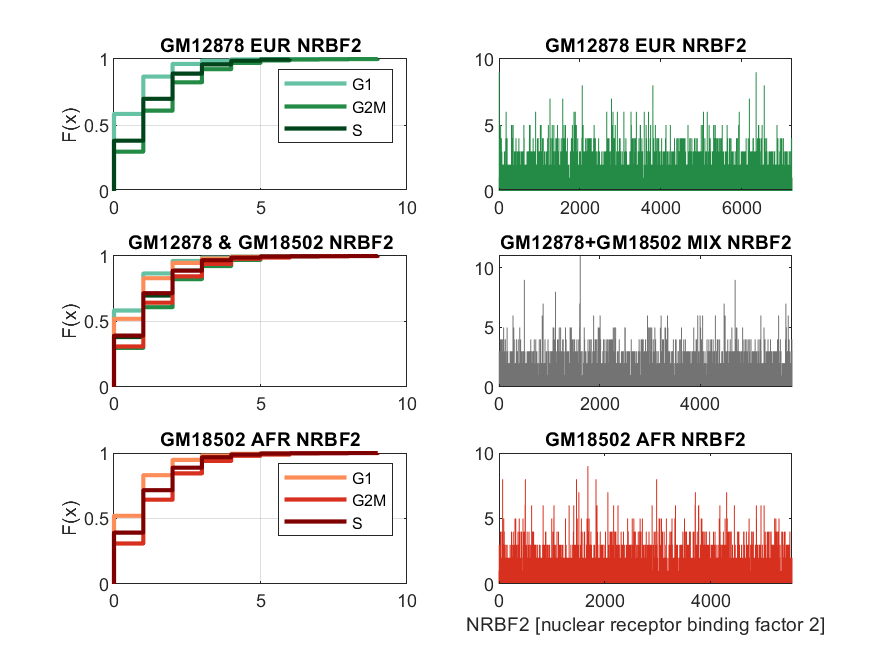 GM12878 EUR NRBF2
F(x)
1
0.5
0
0
5
10
G1
G2M
S
GM12878 EUR NRBF2
10
5
0
0
2000
4000
6000
GM12878 & GM18502 NRBF2
F(x)
1
0.5
0
0
5
10
GM12878+GM18502 MIX NRBF2
10
5
0
0
2000
4000
GM18502 AFR NRBF2
F(x)
1
0.5
0
0
5
10
G1
G2M
S
GM18502 AFR NRBF2
10
5
0
0
2000
4000
NRBF2 [nuclear receptor binding factor 2]